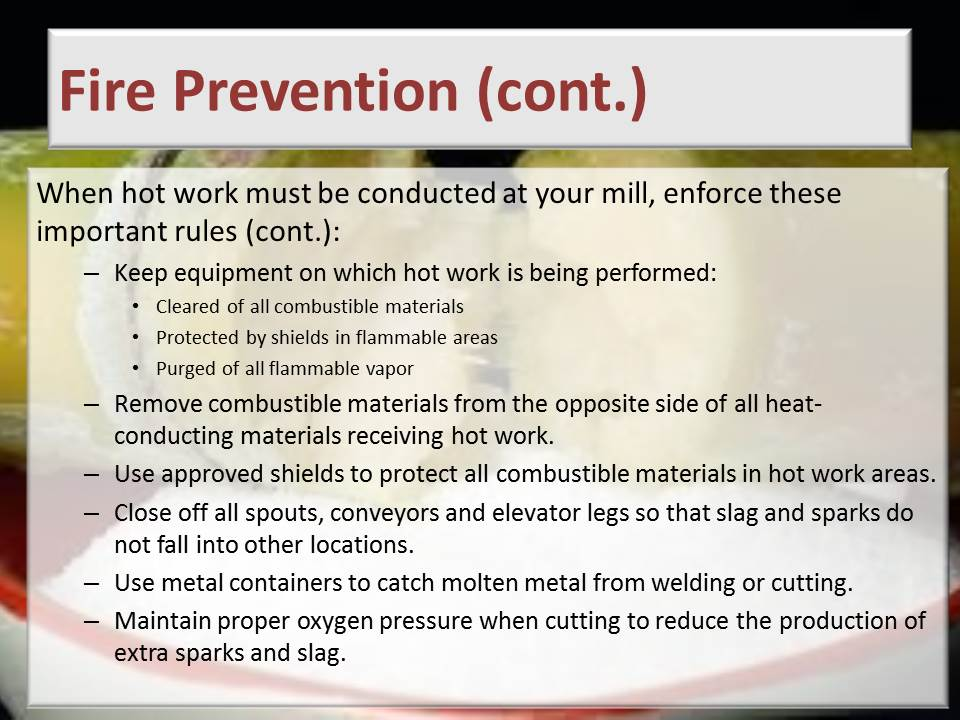 Fire Prevention (cont.)
When hot work must be conducted at your mill, enforce these
important rules (cont.):
– Keep equipment on which hot work is being performed:
• Cleared of all combustible materials
• Protected by shields in flammable areas
• Purged of all flammable vapor
– Remove combustible materials from the opposite side of all heat-
conducting materials receiving hot work.
– Use approved shields to protect all combustible materials in hot work areas.
– Close off all spouts, conveyors and elevator legs so that slag and sparks do
not fall into other locations.
– Use metal containers to catch molten metal from welding or cutting.
– Maintain proper oxygen pressure when cutting to reduce the production of
extra sparks and slag.